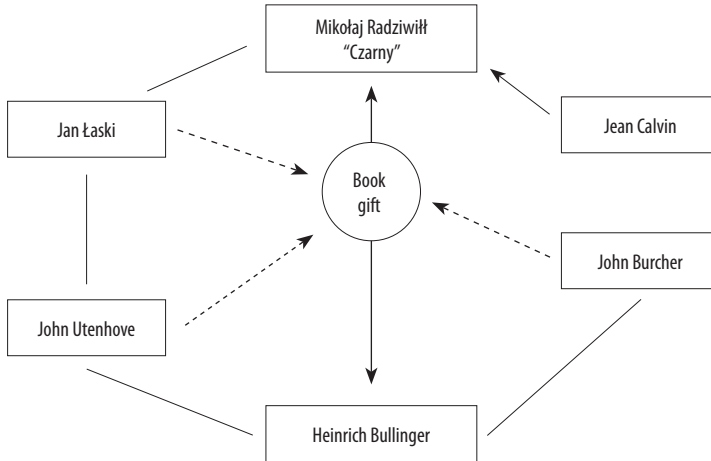 Mikołaj Radziwiłł
“Czarny”
Jan Łaski
Jean Calvin
Book
gift
John Burcher
John Utenhove
Heinrich Bullinger